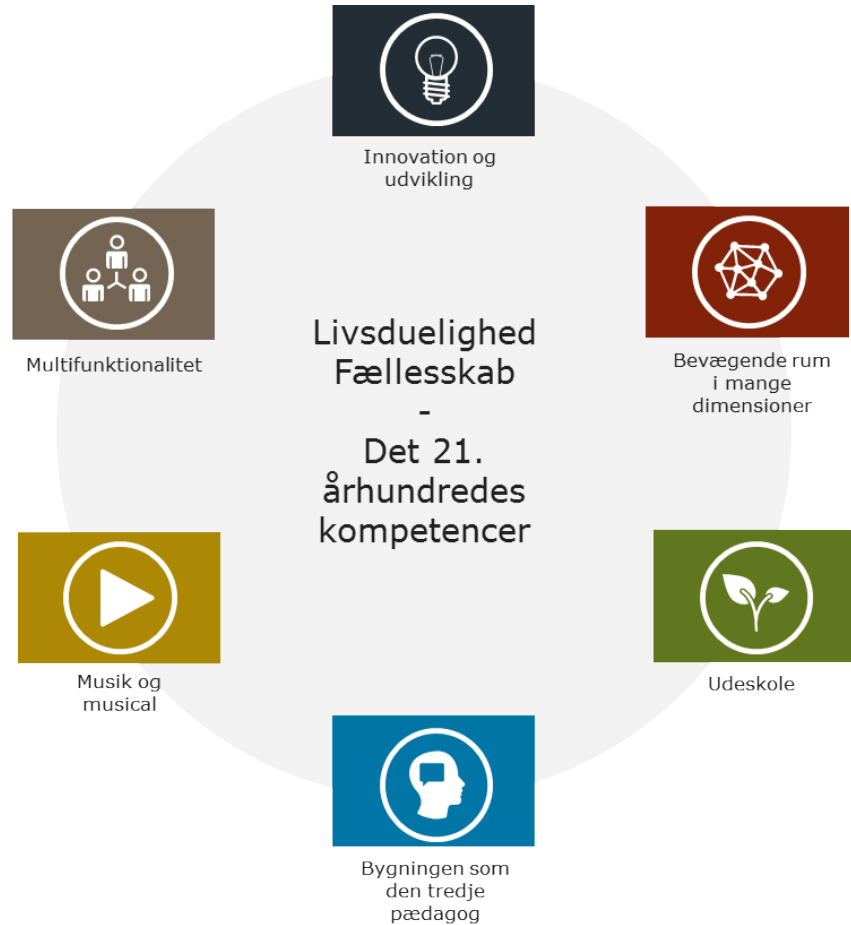 Innovation og
udvikling
Multifunktionalitet
Bevægende rum
i mange
dimensioner
Livsduelighed
Fællesskab
-
Det 21.
århundredes
kompetencer
Musik og
musical
Udeskole
Bygningen som
den tredje
pædagog